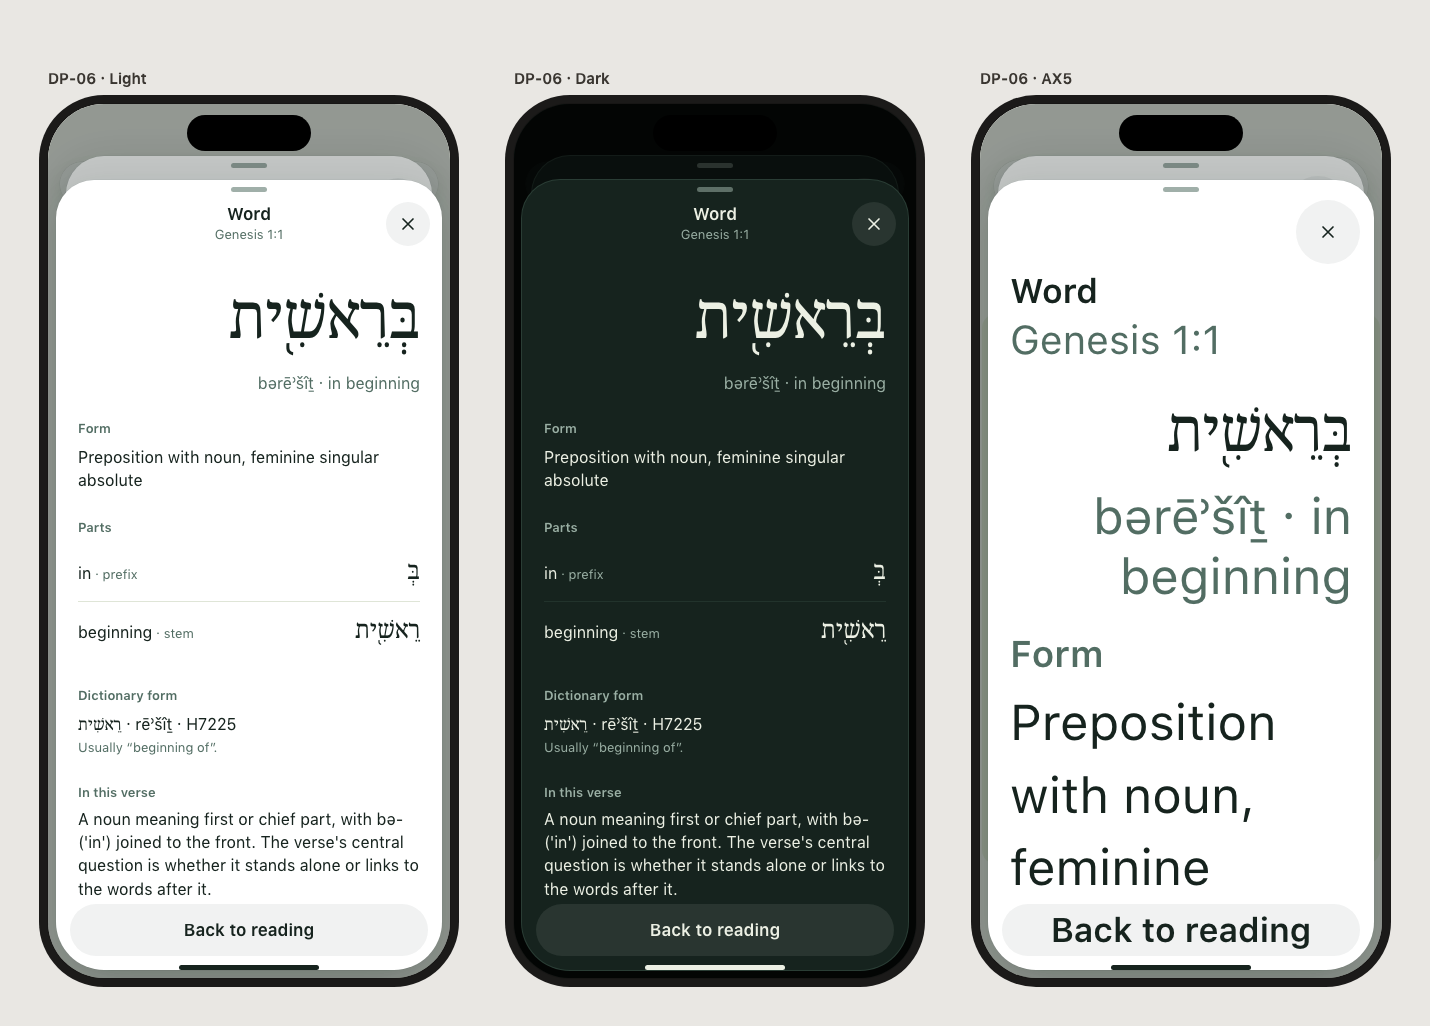 DP-06 · Light
Word
Genesis 1:1
בְּרֵאשִׁ֖ית
bərēʾšîṯ · in beginning
Form
Preposition with noun, feminine singular
absolute
Parts
in · prefix
בְּ
beginning · stem
רֵאשִׁ֖ית
Dictionary form
רֵאשִׁית · rēʾšîṯ · H7225
Usually “beginning of”.
In this verse
A noun meaning first or chief part, with bə-
('in') joined to the front. The verse's central
question is whether it stands alone or links to
the words after it.
Back to reading
DP-06 · Dark
Word
Genesis 1:1
בְּרֵאשִׁ֖ית
bərēʾšîṯ · in beginning
Form
Preposition with noun, feminine singular
absolute
Parts
in · prefix
בְּ
beginning · stem
רֵאשִׁ֖ית
Dictionary form
רֵאשִׁית · rēʾšîṯ · H7225
Usually “beginning of”.
In this verse
A noun meaning first or chief part, with bə-
('in') joined to the front. The verse's central
question is whether it stands alone or links to
the words after it.
Back to reading
DP-06 · AX5
Word
Genesis 1:1
בְּרֵאשִׁ֖ית
bərēʾšîṯ · in
beginning
Form
Preposition
with noun,
feminine
Back to reading